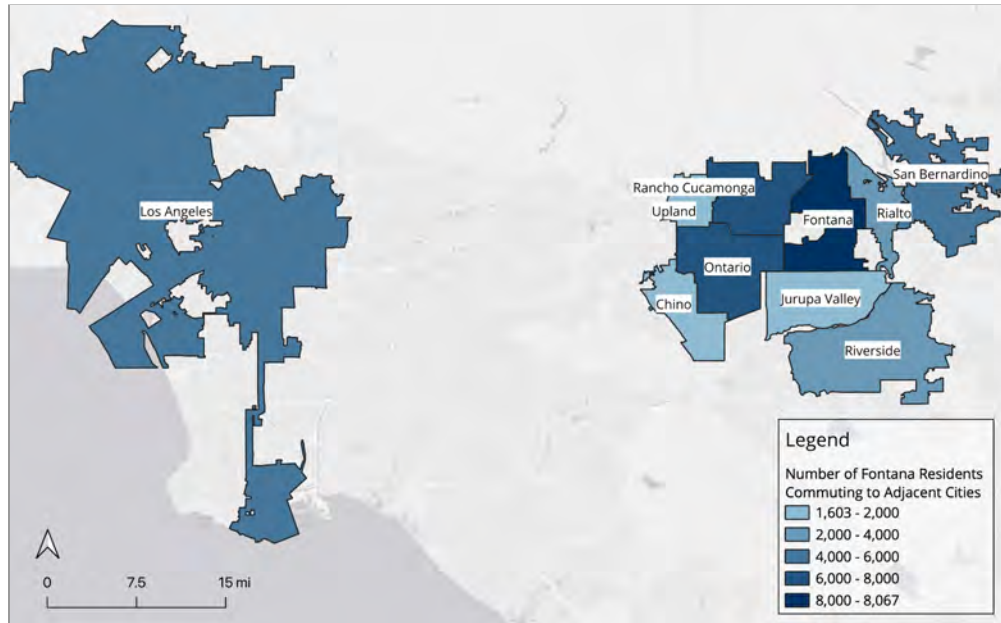 Los Angeles
Rancho Cucamonga
San Bernardino
Upland
Fontana
Rialto
Ontario
Chino
Jurupa Valley
Riverside
Legend
Number of Fontana Residents
Commuting to Adjacent Cities
1,603 - 2,000
2,000 - 4,000
4,000 - 6,000
6,000 - 8,000
8,000 - 8,067
0 7.5 15 mi